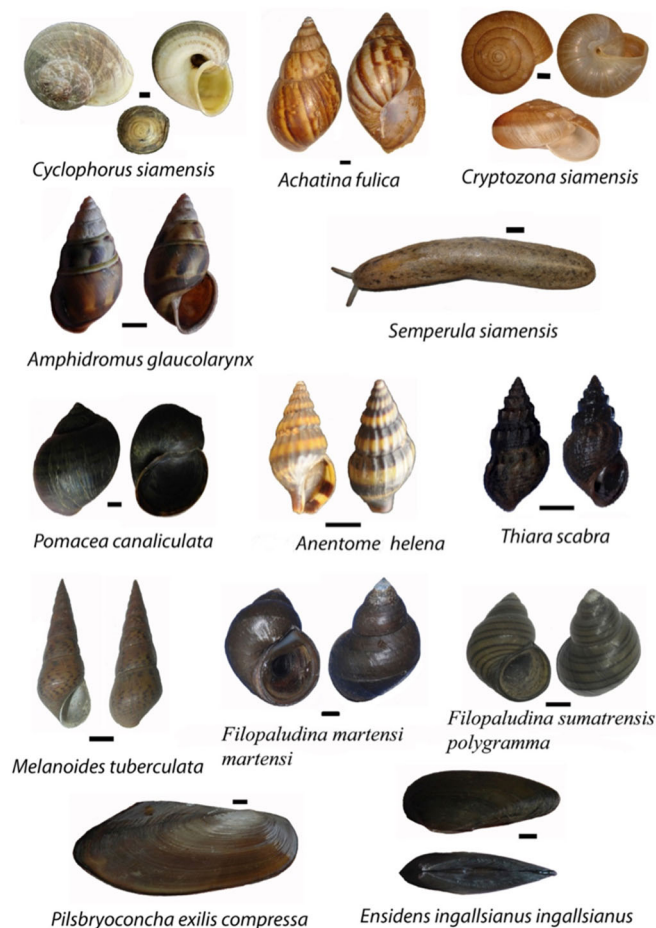 Cyclophorus siamensis
Achatina fulica
Cryptozona siamensis
Amphidromus glaucolarynx
Semperula siamensis
Pomacea canaliculata
Anentome helena
Thiara scabra
Melanoides tuberculata
Filopaludina martensi
martensi
Filopaludina sumatrensis
polygramma
Pilsbryoconcha exilis compressa
Ensidens ingallsianus ingallsianus